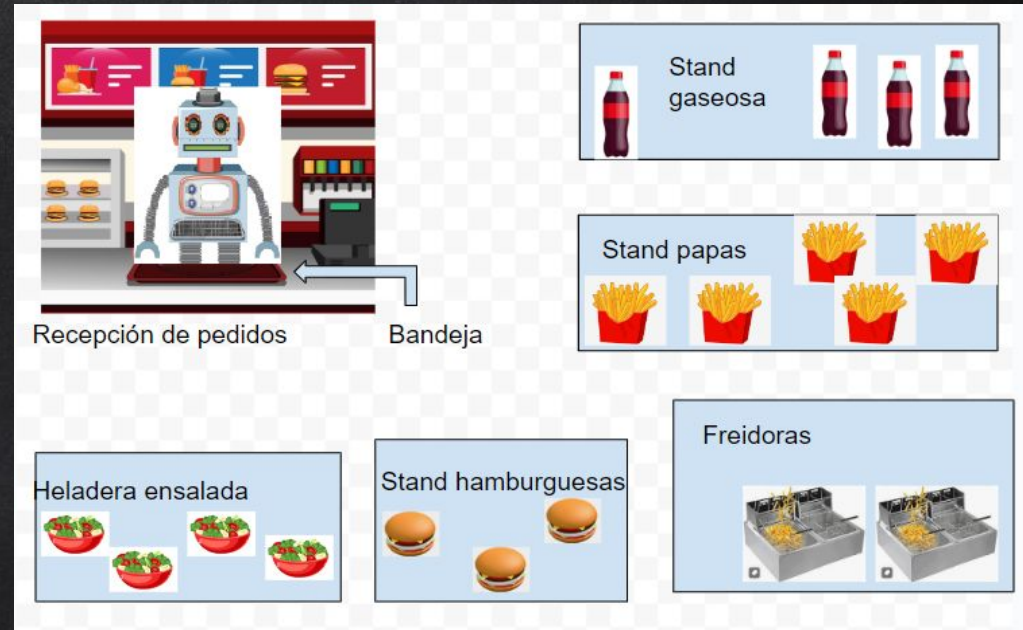 Stand
gaseosa
Stand papas
Recepción de pedidos
Bandeja
Freidoras
Heladera ensalada
Stand hamburguesas